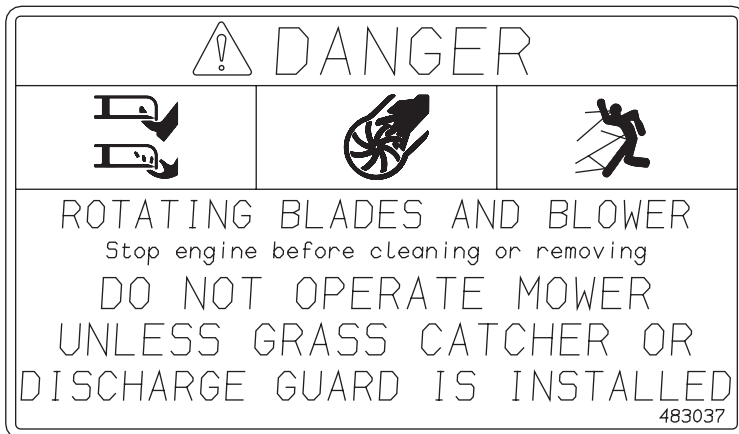 DANGER
ROTATING BLADES AND BLOWER
Stop engine before cleaning or removing
DO NOT OPERATE MOWER
UNLESS GRASS CATCHER OR
DISCHARGE GUARD IS INSTALLED
483037